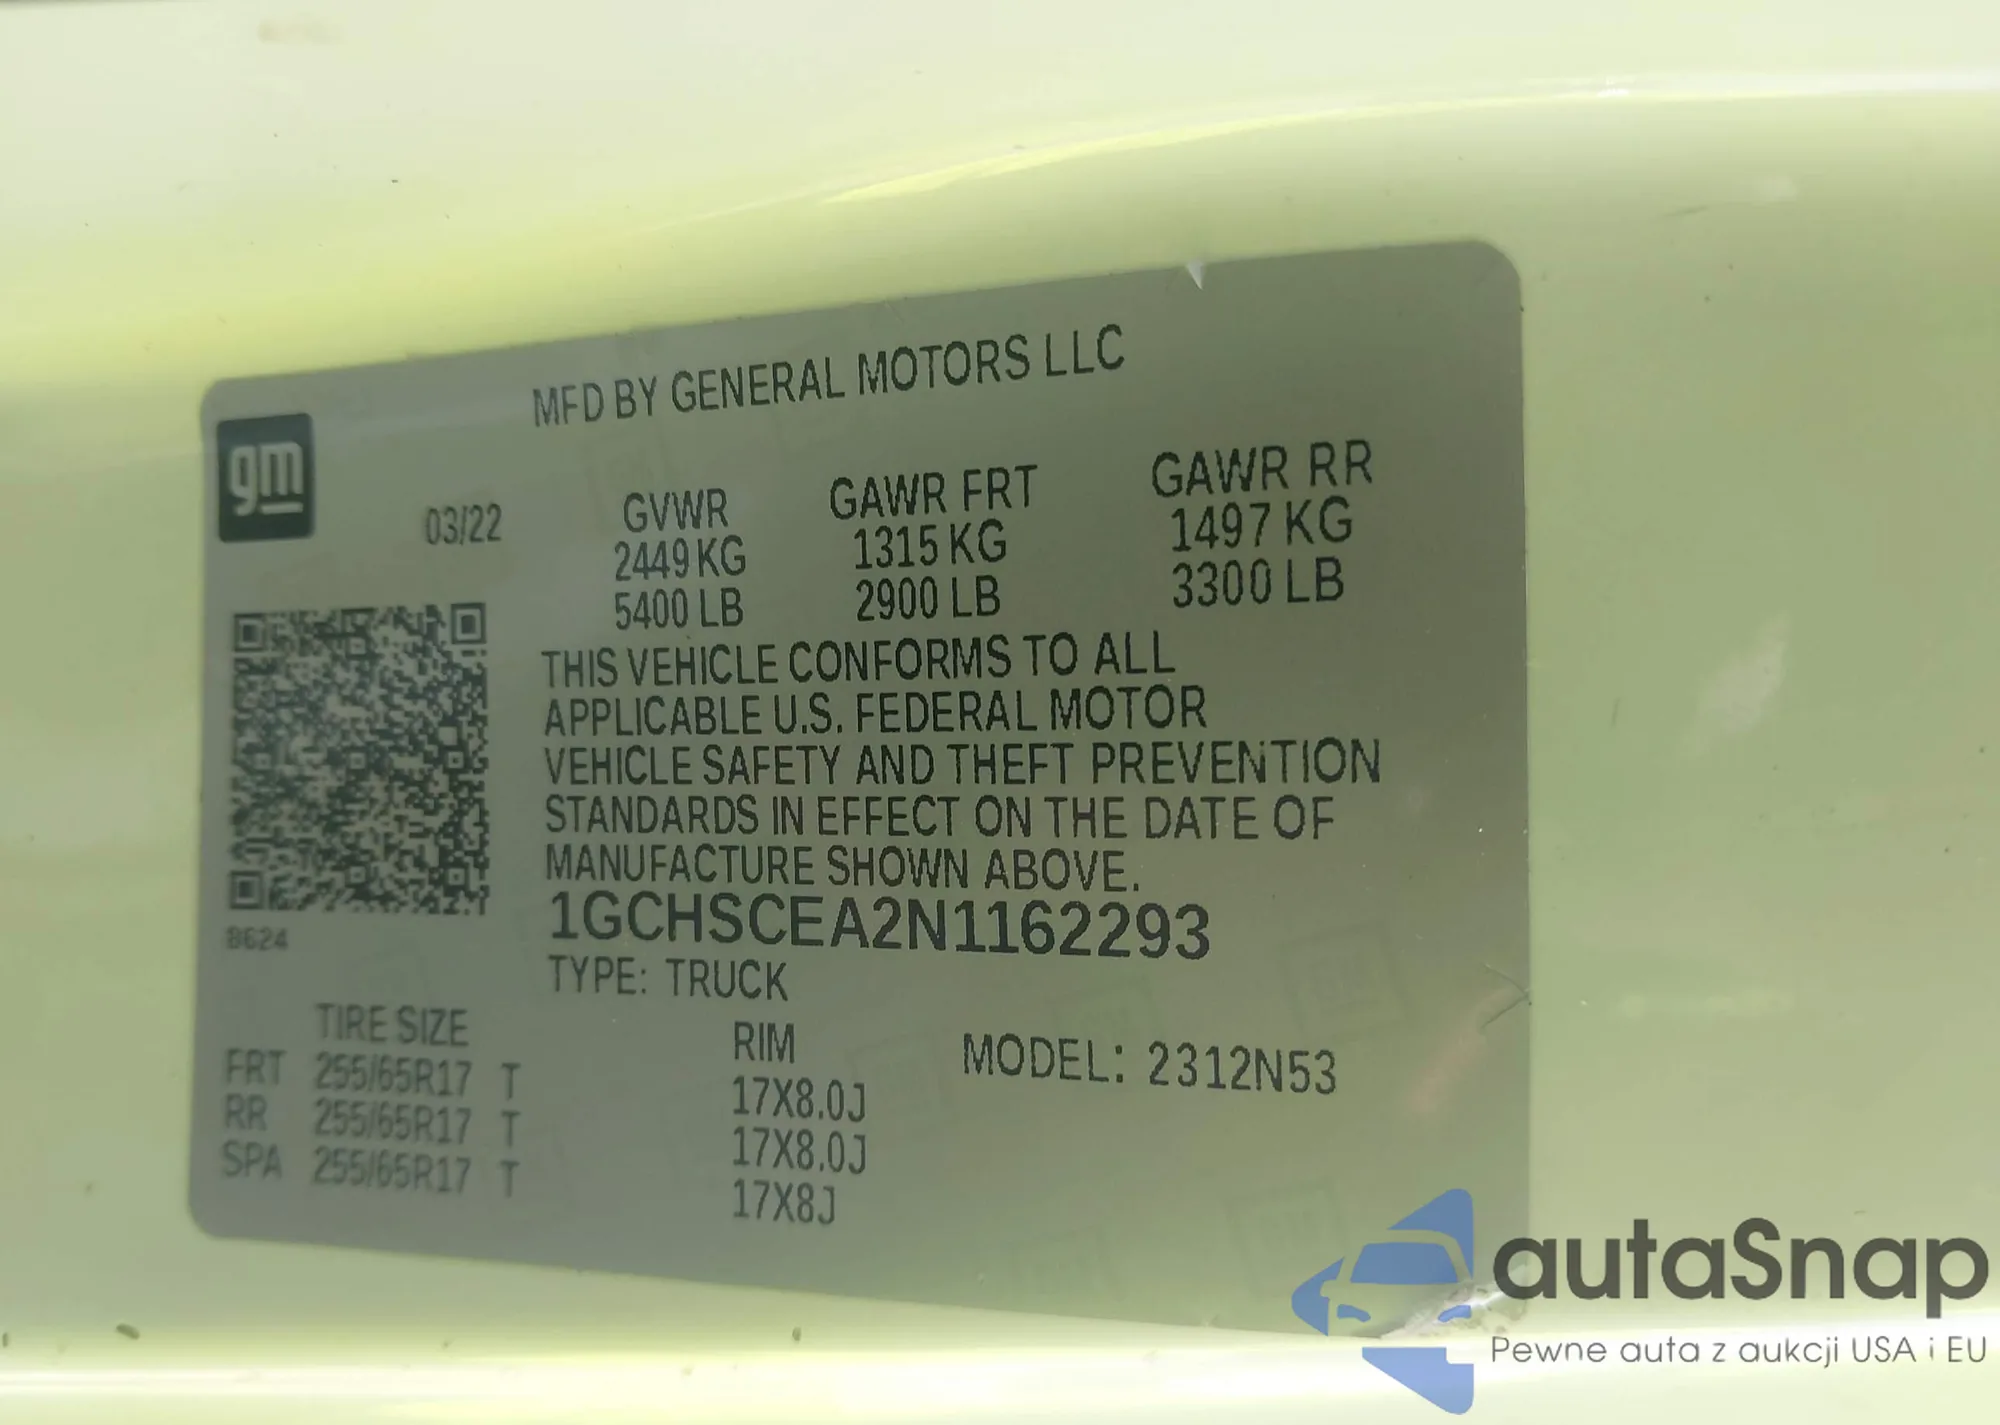 MFD BY GENERAL MOTORS LLC
gm
03/22
GVWR GAWR FRT GAWR RR
2449 KG 1315 KG 1497 KG
5400 LB 2900 LB 3300 LB
THIS VEHICLE CONFORMS TO ALL
APPLICABLE U.S. FEDERAL MOTOR
VEHICLE SAFETY AND THEFT PREVENTION
STANDARDS IN EFFECT ON THE DATE OF
MANUFACTURE SHOWN ABOVE.
8624
1GCHSCEA2N1162293
TYPE: TRUCK
TIRE SIZE RIM MODEL: 2312N53
FRT 255/65R17 T 17X8.0J
RR 255/65R17 T 17X8.0J
SPA 255/65R17 T 17X8J
autaSnap
Pewne auta z aukcji USA i EU